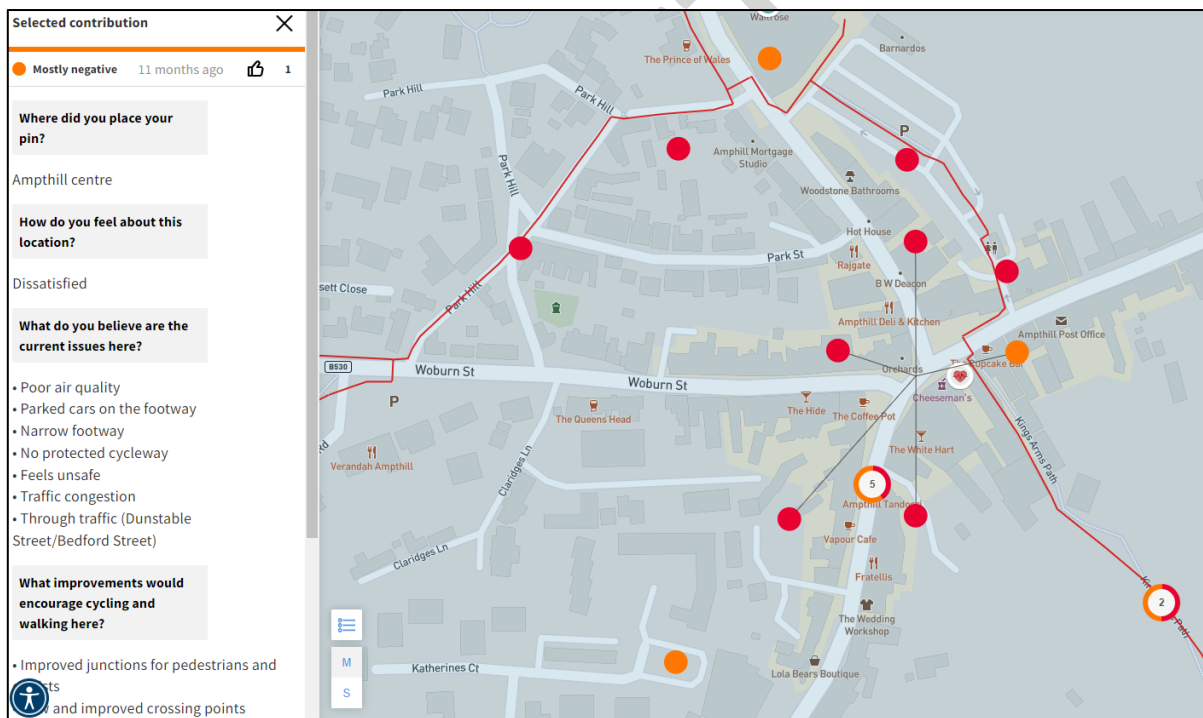 Selected contribution
Mostly negative 11 months ago 1
Where did you place your
pin?
Ampthill centre
How do you feel about this
location?
Dissatisfied
What do you believe are the
current issues here?
• Poor air quality
• Parked cars on the footway
• Narrow footway
• No protected cycleway
• Feels unsafe
• Traffic congestion
• Through traffic (Dunstable
Street/Bedford Street)
What improvements would
encourage cycling and
walking here?
• Improved junctions for pedestrians and
and improved crossing points
Waitrose
The Prince of Wales
Barnardos
Park Hill
Park Hill
P
Amphill Mortgage
Studio
Park Hill
Woodstone Bathrooms
Hot House
Park St
Rajgate
B W Deacon
sett Close
Park Hill
Ampthill Deli & Kitchen
Ampthill Post Office
The Cupcake Bar
Orchards
B530
Woburn St
Woburn St
Cheeseman's
P
The Hide
The Coffee Pot
The Queens Head
Kings Arms Path
The White Hart
Rd
Verandah Ampthill
Claridges Ln
5
Ampthill Tandoori
Vapour Cafe
Claridges Ln
Fratellis
2
Path
The Wedding
Workshop
M
Katherines Ct
Lola Bears Boutique
S